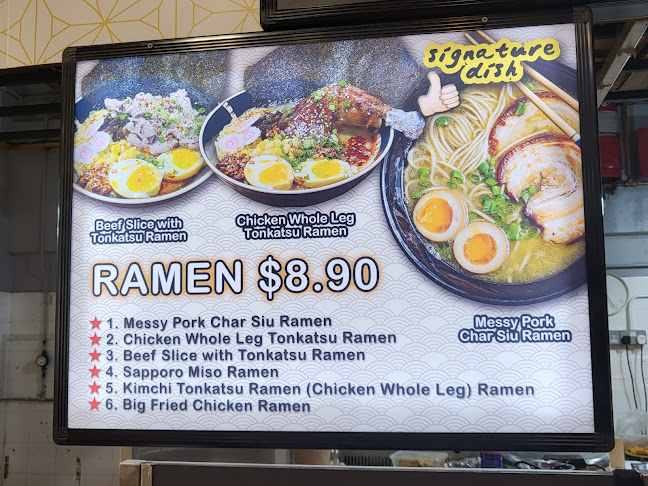 signature
dish
Beef Slice with
Tonkatsu Ramen
Chicken Whole Leg
Tonkatsu Ramen
RAMEN $8.90
Messy Pork
Char Siu Ramen
1. Messy Pork Char Siu Ramen
2. Chicken Whole Leg Tonkatsu Ramen
3. Beef Slice with Tonkatsu Ramen
4. Sapporo Miso Ramen
5. Kimchi Tonkatsu Ramen (Chicken Whole Leg) Ramen
6. Big Fried Chicken Ramen